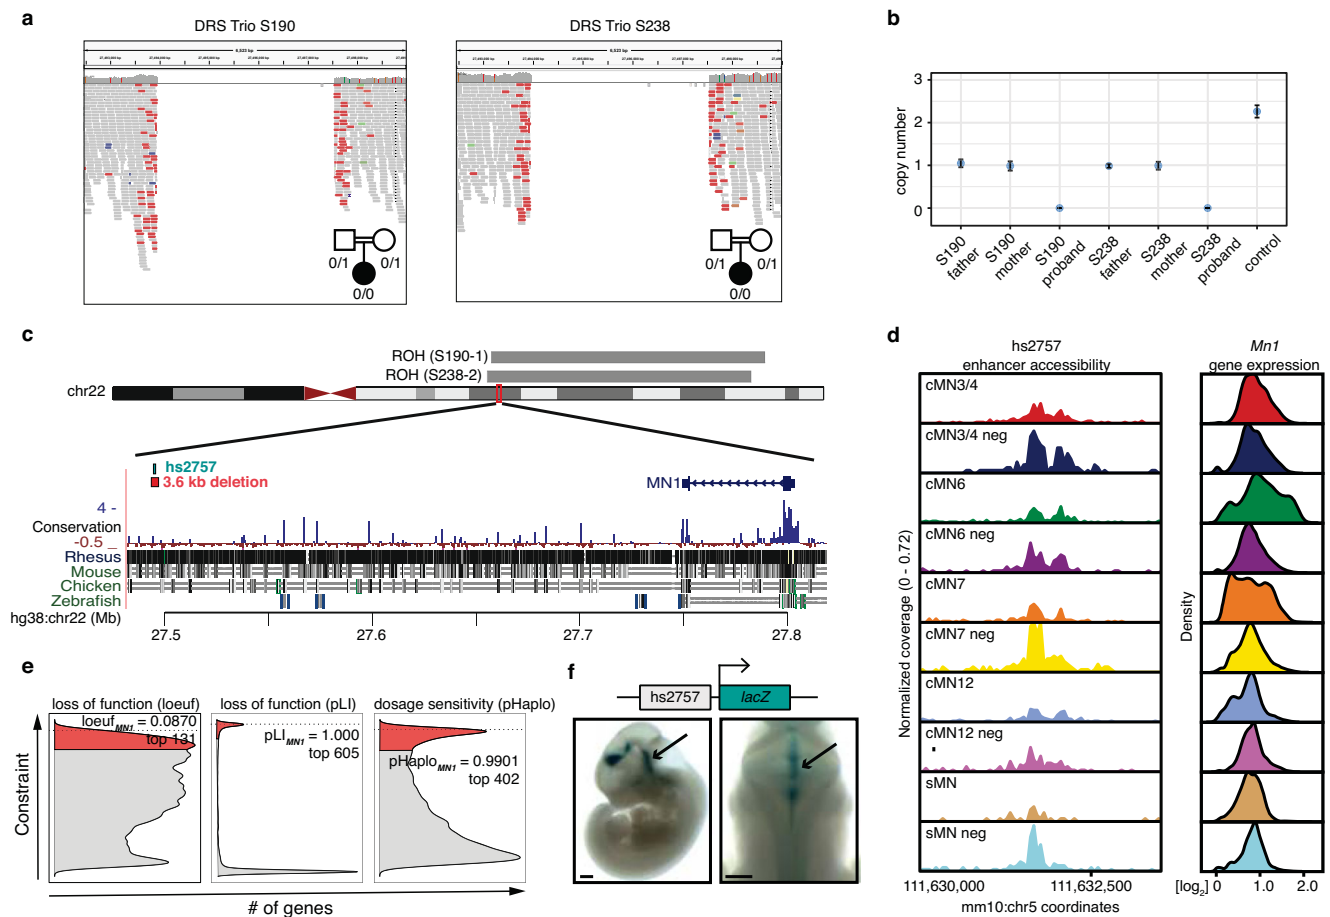 a
DRS Trio S190
DRS Trio S238
6,523 bp
6,523 bp
0/1
0/1
0/0
0/1
0/1
0/0
b
copy number
3
2
1
0
S190 father
S190 mother
S190 proband
S238 father
S238 mother
S238 proband
control
c
ROH (S190-1)
ROH (S238-2)
chr22
hs2757
3.6 kb deletion
MN1
4 -
Conservation
-0.5 _
Rhesus
Mouse
Chicken
Zebrafish
hg38:chr22 (Mb)
27.5
27.6
27.7
27.8
d
hs2757
enhancer accessibility
Mn1
gene expression
Normalized coverage (0 - 0.72)
cMN3/4
cMN3/4 neg
cMN6
cMN6 neg
cMN7
cMN7 neg
cMN12
cMN12 neg
sMN
sMN neg
111,630,000
111,632,500
mm10:chr5 coordinates
Density
[log2]
0
1.0
2.0
e
loss of function (loeuf)
loss of function (pLI)
dosage sensitivity (pHaplo)
loeufMN1 = 0.0870
top 131
pLIMN1 = 1.000
top 605
pHaploMN1 = 0.9901
top 402
Constraint
# of genes
f
hs2757
lacZ